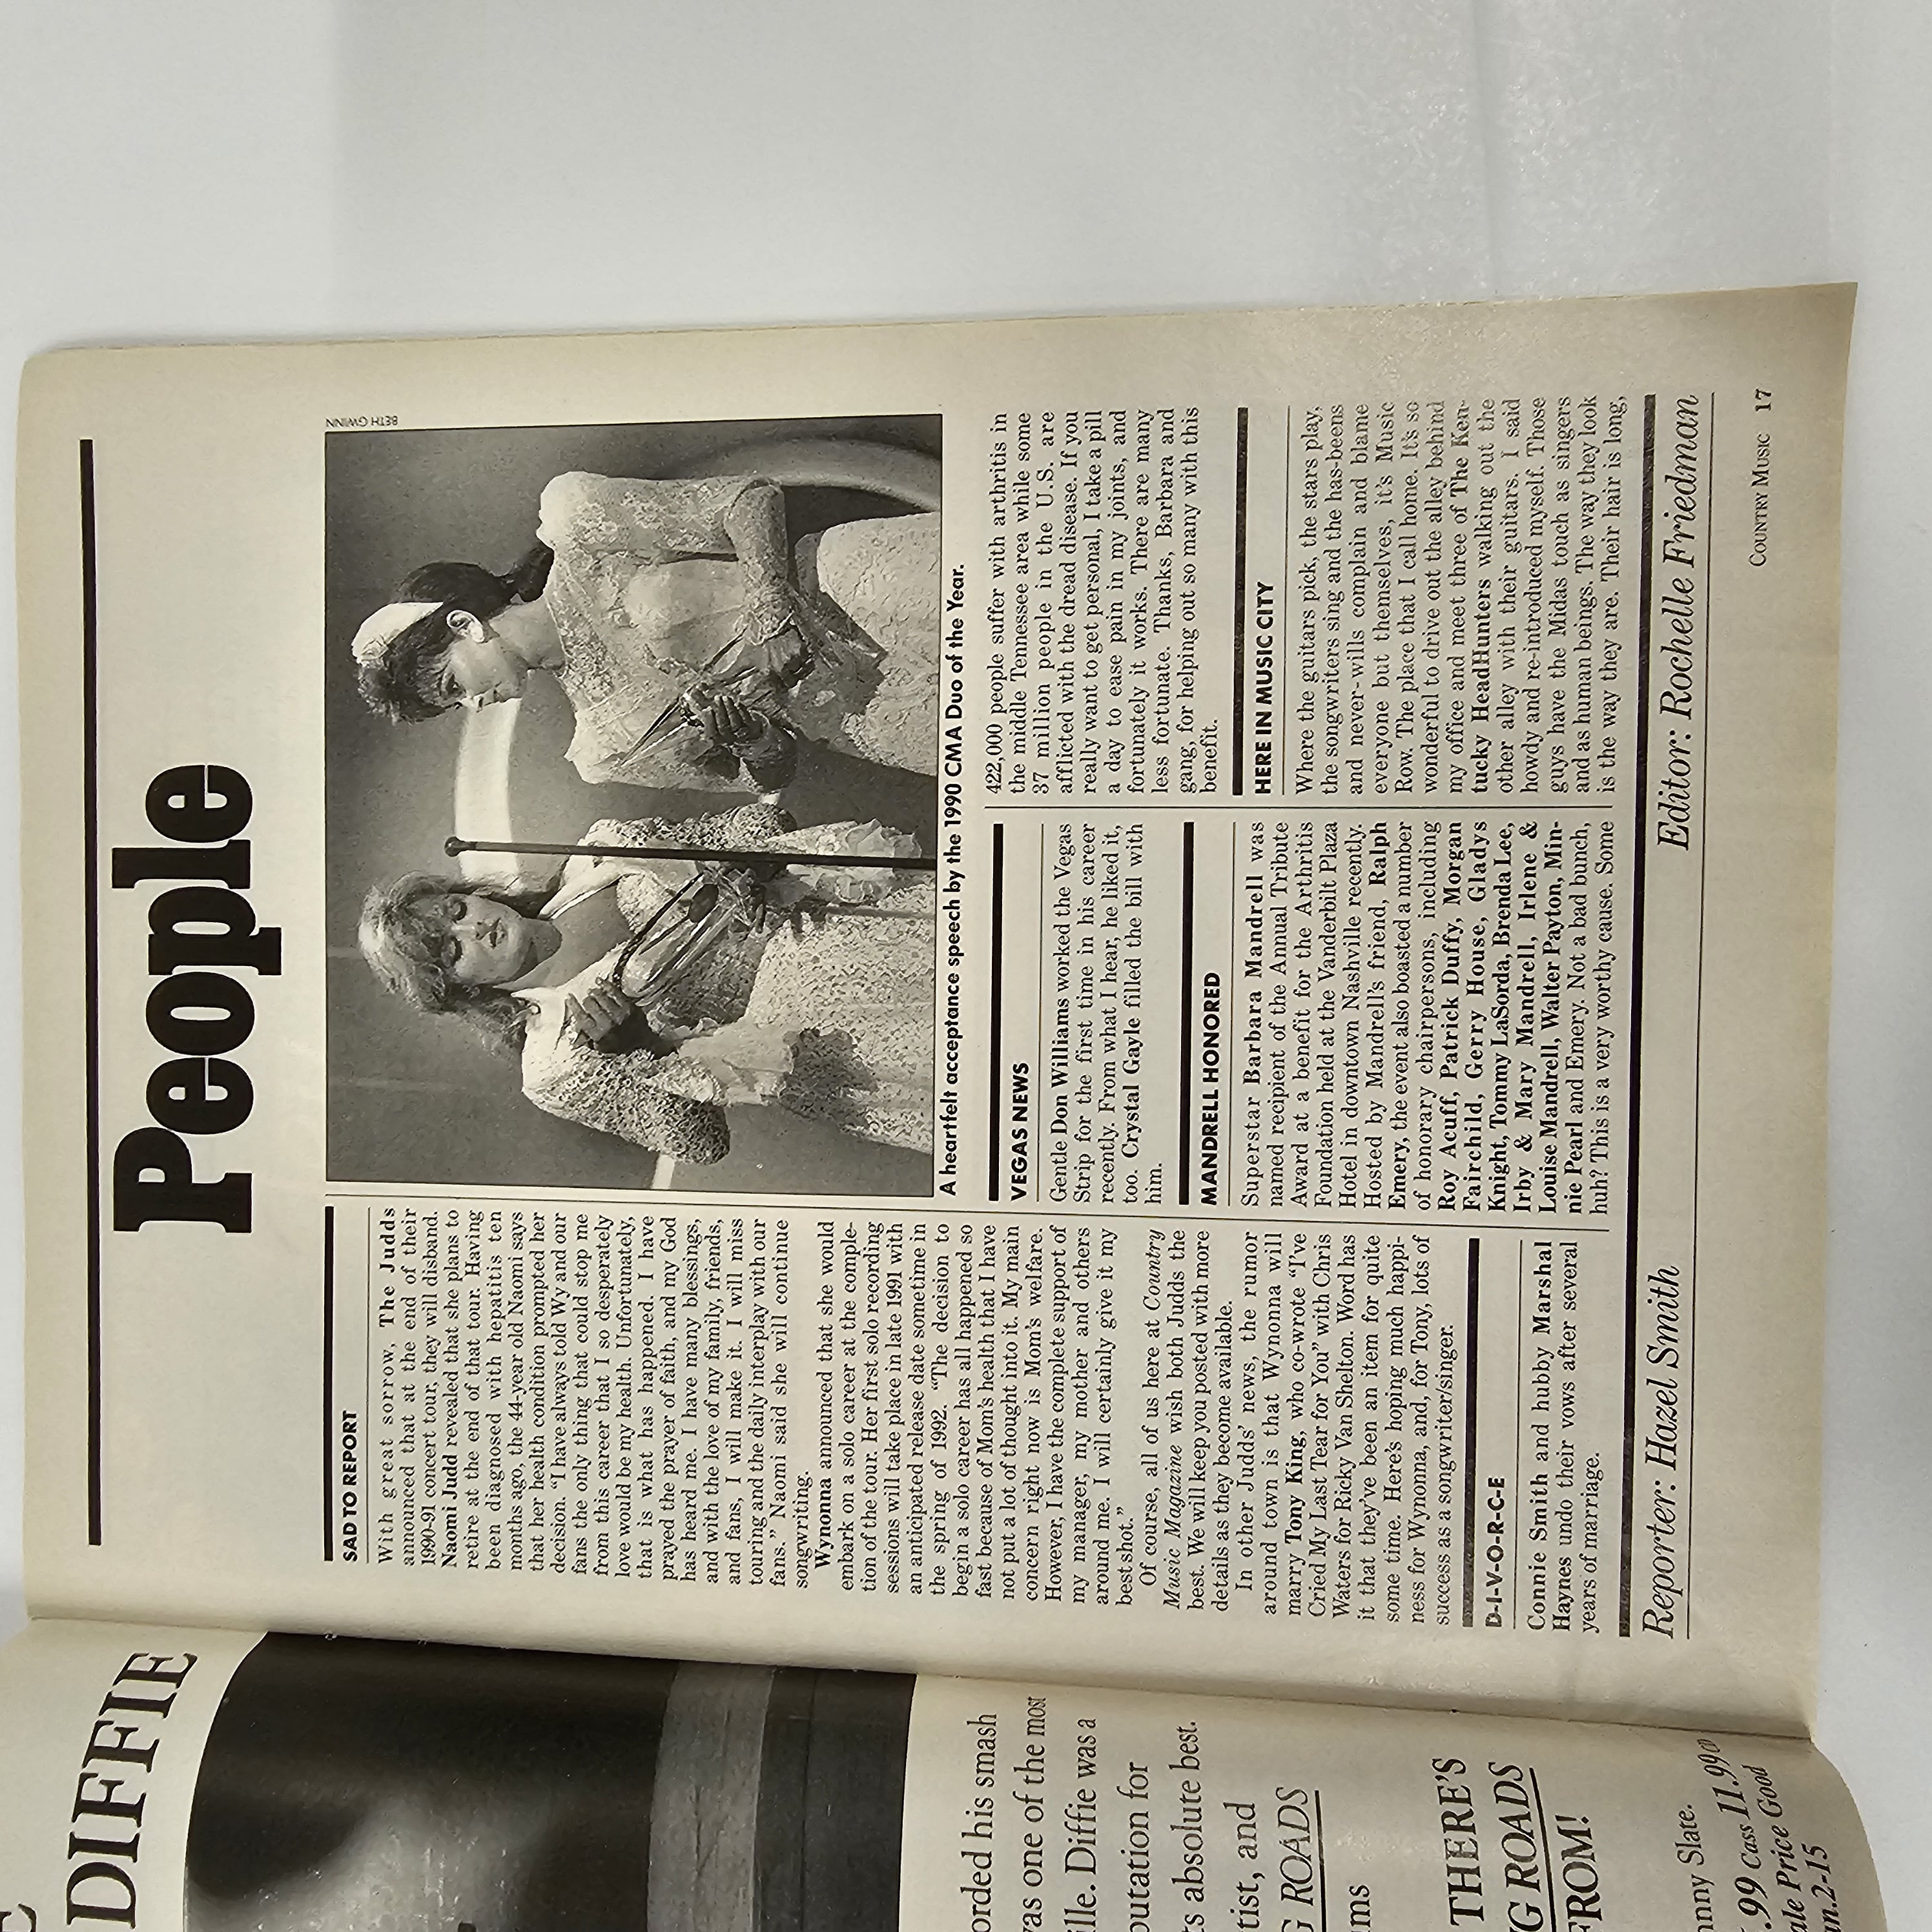 DIFFIE
orded his smash
was one of the most
ille. Diffie was a
putation for
ts absolute best.
tist, and
G ROADS
ms
THERE'S
G ROADS
FROM!
nny Slate.
.99 Cass 11.99 CD
ale Price Good
an. 2-15
People
SAD TO REPORT
With great sorrow, The Judds
announced that at the end of their
1990-91 concert tour, they will disband.
Naomi Judd revealed that she plans to
retire at the end of that tour. Having
been diagnosed with hepatitis ten
months ago, the 44-year old Naomi says
that her health condition prompted her
decision. “I have always told Wy and our
fans the only thing that could stop me
from this career that I so desperately
love would be my health. Unfortunately,
that is what has happened. I have
prayed the prayer of faith, and my God
has heard me. I have many blessings,
and with the love of my family, friends,
and fans, I will make it. I will miss
touring and the daily interplay with our
fans.” Naomi said she will continue
songwriting.
Wynonna announced that she would
embark on a solo career at the comple-
tion of the tour. Her first solo recording
sessions will take place in late 1991 with
an anticipated release date sometime in
the spring of 1992. “The decision to
begin a solo career has all happened so
fast because of Mom's health that I have
not put a lot of thought into it. My main
concern right now is Mom's welfare.
However, I have the complete support of
my manager, my mother and others
around me. I will certainly give it my
best shot.”
Of course, all of us here at Country
Music Magazine wish both Judds the
best. We will keep you posted with more
details as they become available.
In other Judds' news, the rumor
around town is that Wynonna will
marry Tony King, who co-wrote “I've
Cried My Last Tear for You” with Chris
Waters for Ricky Van Shelton. Word has
it that they've been an item for quite
some time. Here's hoping much happi-
ness for Wynonna, and, for Tony, lots of
success as a songwriter/singer.
D-I-V-O-R-C-E
Connie Smith and hubby Marshal
Haynes undo their vows after several
years of marriage.
BETH GWINN
A heartfelt acceptance speech by the 1990 CMA Duo of the Year.
VEGAS NEWS
Gentle Don Williams worked the Vegas
Strip for the first time in his career
recently. From what I hear, he liked it,
too. Crystal Gayle filled the bill with
him.
MANDRELL HONORED
Superstar Barbara Mandrell was
named recipient of the Annual Tribute
Award at a benefit for the Arthritis
Foundation held at the Vanderbilt Plaza
Hotel in downtown Nashville recently.
Hosted by Mandrell's friend, Ralph
Emery, the event also boasted a number
of honorary chairpersons, including
Roy Acuff, Patrick Duffy, Morgan
Fairchild, Gerry House, Gladys
Knight, Tommy LaSorda, Brenda Lee,
Irby & Mary Mandrell, Irlene &
Louise Mandrell, Walter Payton, Min-
nie Pearl and Emery. Not a bad bunch,
huh? This is a very worthy cause. Some
422,000 people suffer with arthritis in
the middle Tennessee area while some
37 million people in the U.S. are
afflicted with the dread disease. If you
really want to get personal, I take a pill
a day to ease pain in my joints, and
fortunately it works. There are many
less fortunate. Thanks, Barbara and
gang, for helping out so many with this
benefit.
HERE IN MUSIC CITY
Where the guitars pick, the stars play,
the songwriters sing and the has-beens
and never-wills complain and blame
everyone but themselves, it's Music
Row. The place that I call home. It's so
wonderful to drive out the alley behind
my office and meet three of The Ken-
tucky HeadHunters walking out the
other alley with their guitars. I said
howdy and re-introduced myself. Those
guys have the Midas touch as singers
and as human beings. The way they look
is the way they are. Their hair is long,
Reporter: Hazel Smith
Editor: Rochelle Friedman
COUNTRY MUSIC 17